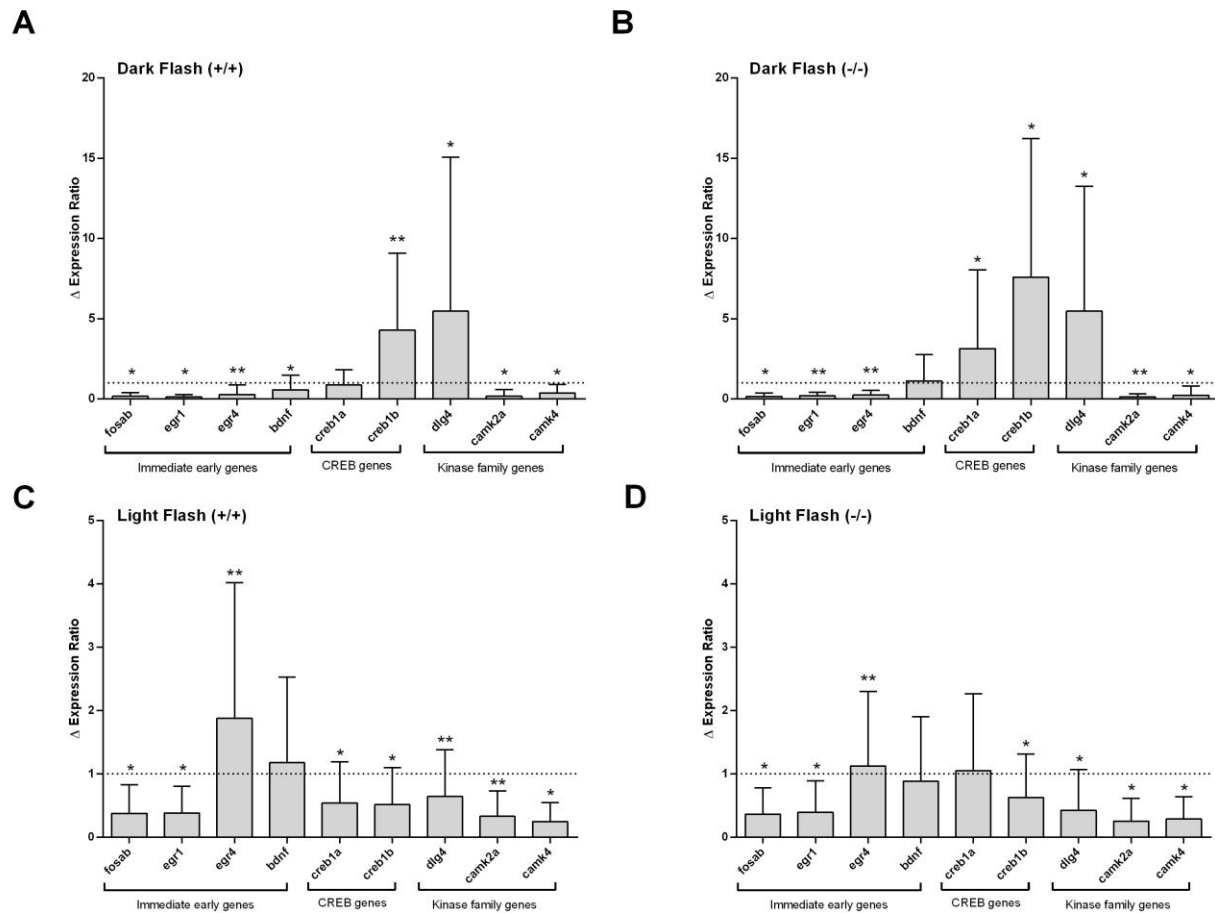 A
Dark Flash (+/+)
Δ Expression Ratio
20
15
10
5
0
*
*
**
*
**
*
*
*
fosab
egr1
egr4
bdnf
creb1a
creb1b
dlg4
camk2a
camk4
Immediate early genes
CREB genes
Kinase family genes
B
Dark Flash (-/-)
Δ Expression Ratio
20
15
10
5
0
*
**
**
*
*
*
**
*
fosab
egr1
egr4
bdnf
creb1a
creb1b
dlg4
camk2a
camk4
Immediate early genes
CREB genes
Kinase family genes
C
Light Flash (+/+)
Δ Expression Ratio
5
4
3
2
1
0
*
*
**
*
*
**
**
*
fosab
egr1
egr4
bdnf
creb1a
creb1b
dlg4
camk2a
camk4
Immediate early genes
CREB genes
Kinase family genes
D
Light Flash (-/-)
Δ Expression Ratio
5
4
3
2
1
0
*
*
**
*
*
*
*
fosab
egr1
egr4
bdnf
creb1a
creb1b
dlg4
camk2a
camk4
Immediate early genes
CREB genes
Kinase family genes